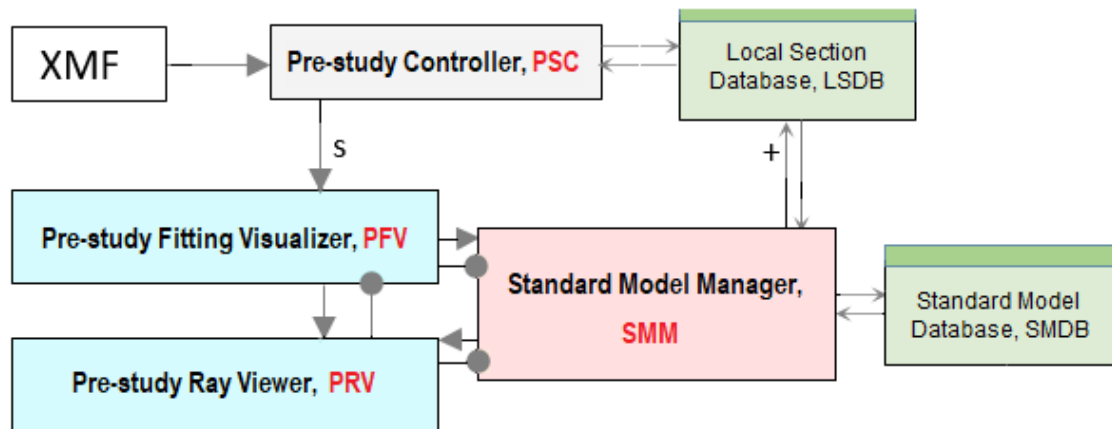 XMF
Pre-study Controller, PSC
Local Section
Database, LSDB
S
+
Pre-study Fitting Visualizer, PFV
Standard Model Manager,
SMM
Standard Model
Database, SMDB
Pre-study Ray Viewer, PRV